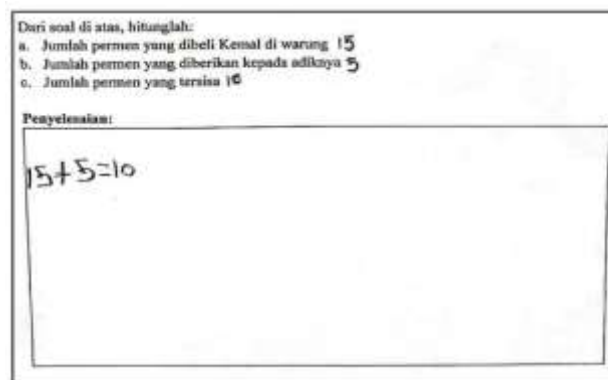 Dari soal di atas, hitunglah:
a. Jumlah permen yang dibeli Kemal di warung 15
b. Jumlah permen yang diberikan kepada adiknya 5
c. Jumlah permen yang tersisa 10
Penyelesaian:
15+5=10